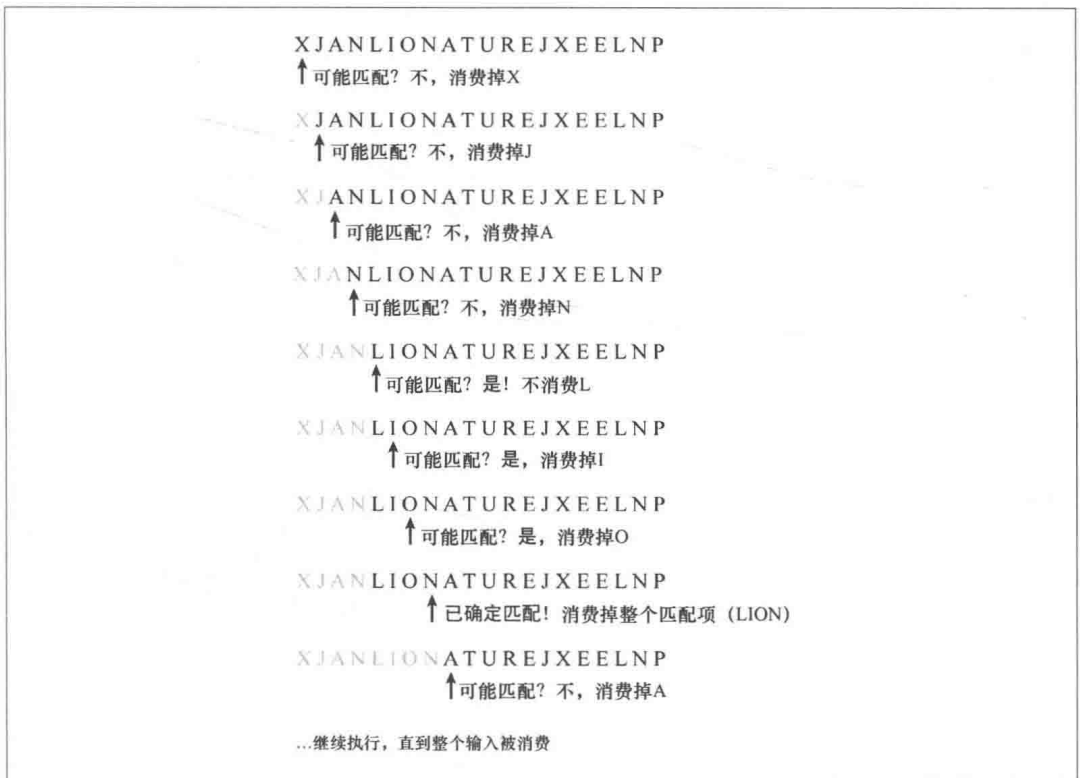 XJANLIONATUREJXEELNP
可能匹配？不，消费掉X
XJANLIONATUREJXEELNP
可能匹配？不，消费掉J
XJANLIONATUREJXEELNP
可能匹配？不，消费掉A
XJANLIONATUREJXEELNP
可能匹配？不，消费掉N
XJANLIONATUREJXEELNP
可能匹配？是！不消费L
XJANLIONATUREJXEELNP
可能匹配？是，消费掉I
XJANLIONATUREJXEELNP
可能匹配？是，消费掉O
XJANLIONATUREJXEELNP
已确定匹配！消费掉整个匹配项（LION）
XJANLIONATUREJXEELNP
可能匹配？不，消费掉A
…继续执行，直到整个输入被消费